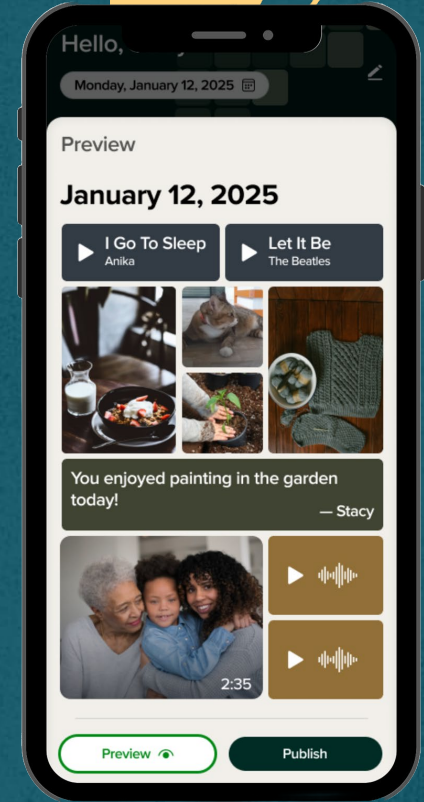 Hello,
Monday, January 12, 2025
Preview
January 12, 2025
I Go To Sleep
Anika
Let It Be
The Beatles
You enjoyed painting in the garden
today!
— Stacy
2:35
Preview
Publish